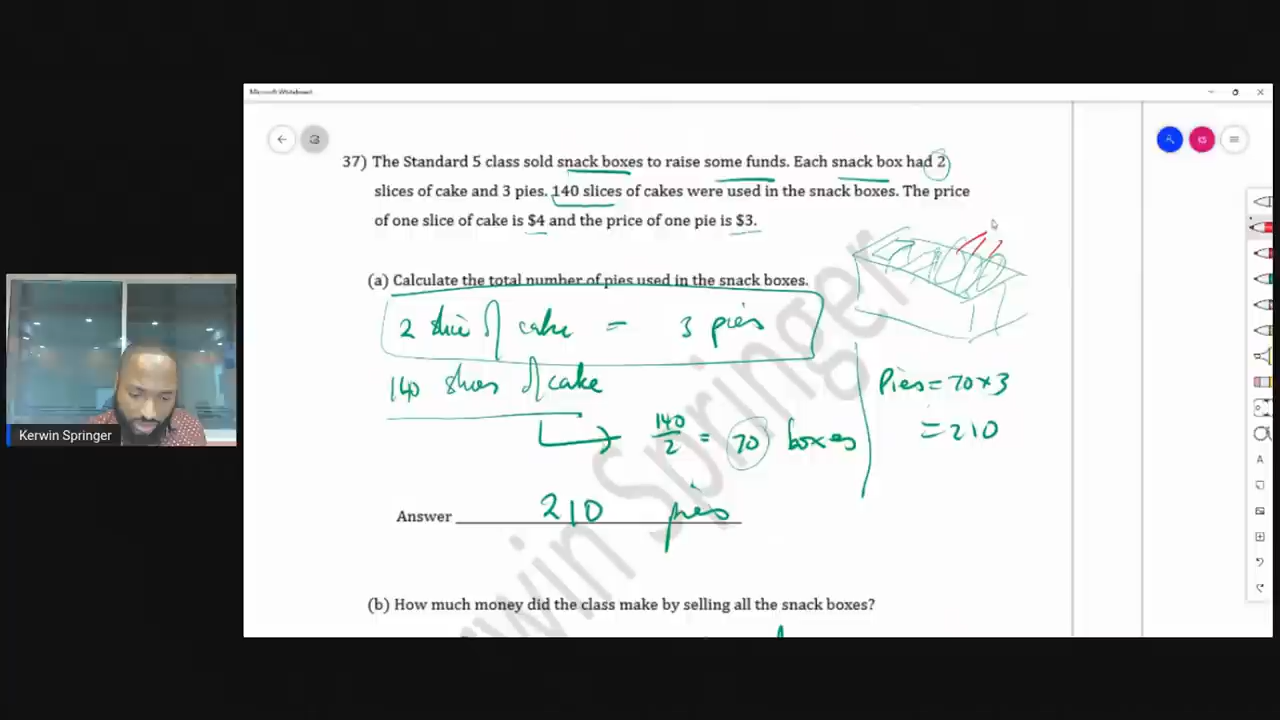 Microsoft Whiteboard
37) The Standard 5 class sold snack boxes to raise some funds. Each snack box had 2
slices of cake and 3 pies. 140 slices of cakes were used in the snack boxes. The price
of one slice of cake is $4 and the price of one pie is $3.
(a) Calculate the total number of pies used in the snack boxes.
2 slice of cake = 3 pies
140 slices of cake
140/2 = 70 boxes
Pies = 70 × 3
= 210
Answer 210 pies
(b) How much money did the class make by selling all the snack boxes?
Kerwin Springer
KS
A
Kerwin Springer